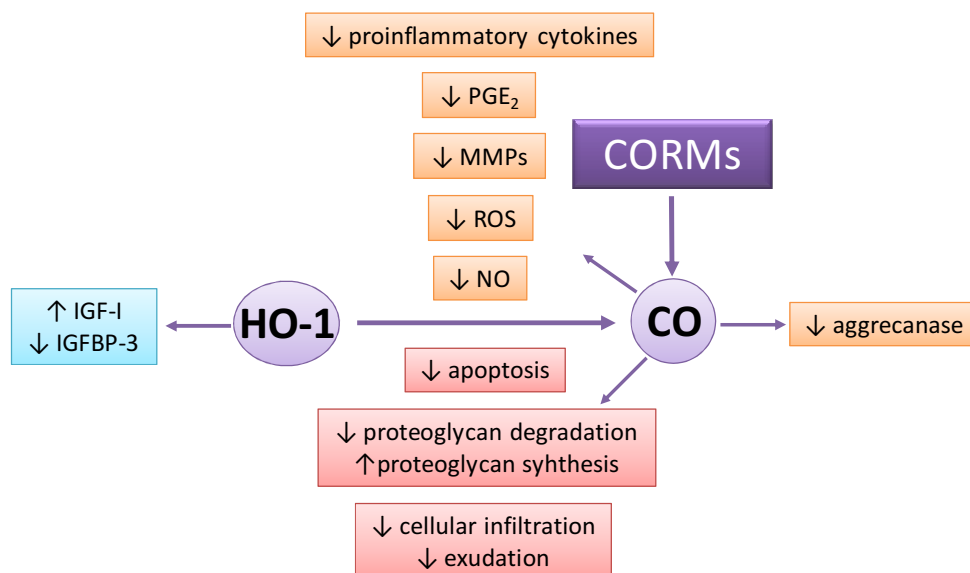 ↓ proinflammatory cytokines
↓ PGE₂
↓ MMPs
CORMs
↓ ROS
↓ NO
↑ IGF-I
↓ IGFBP-3
HO-1
CO
↓ aggrecanase
↓ apoptosis
↓ proteoglycan degradation
↑proteoglycan syhthesis
↓ cellular infiltration
↓ exudation